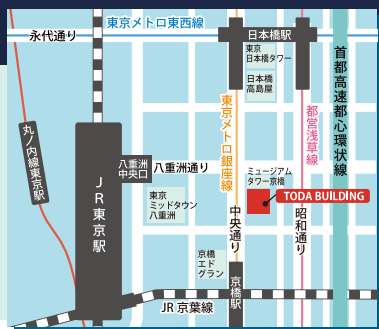 東京メトロ東西線
永代通り
日本橋駅
東京
日本橋タワー
日本橋
高島屋
首都高速都心環状線
東京メトロ銀座線
都営浅草線
丸ノ内線東京駅
JR東京駅
八重洲
中央口
八重洲通り
ミュージアム
タワー京橋
TODA BUILDING
東京
ミッドタウン
八重洲
中央通り
昭和通り
京橋
エド
グラン
京橋駅
JR 京葉線